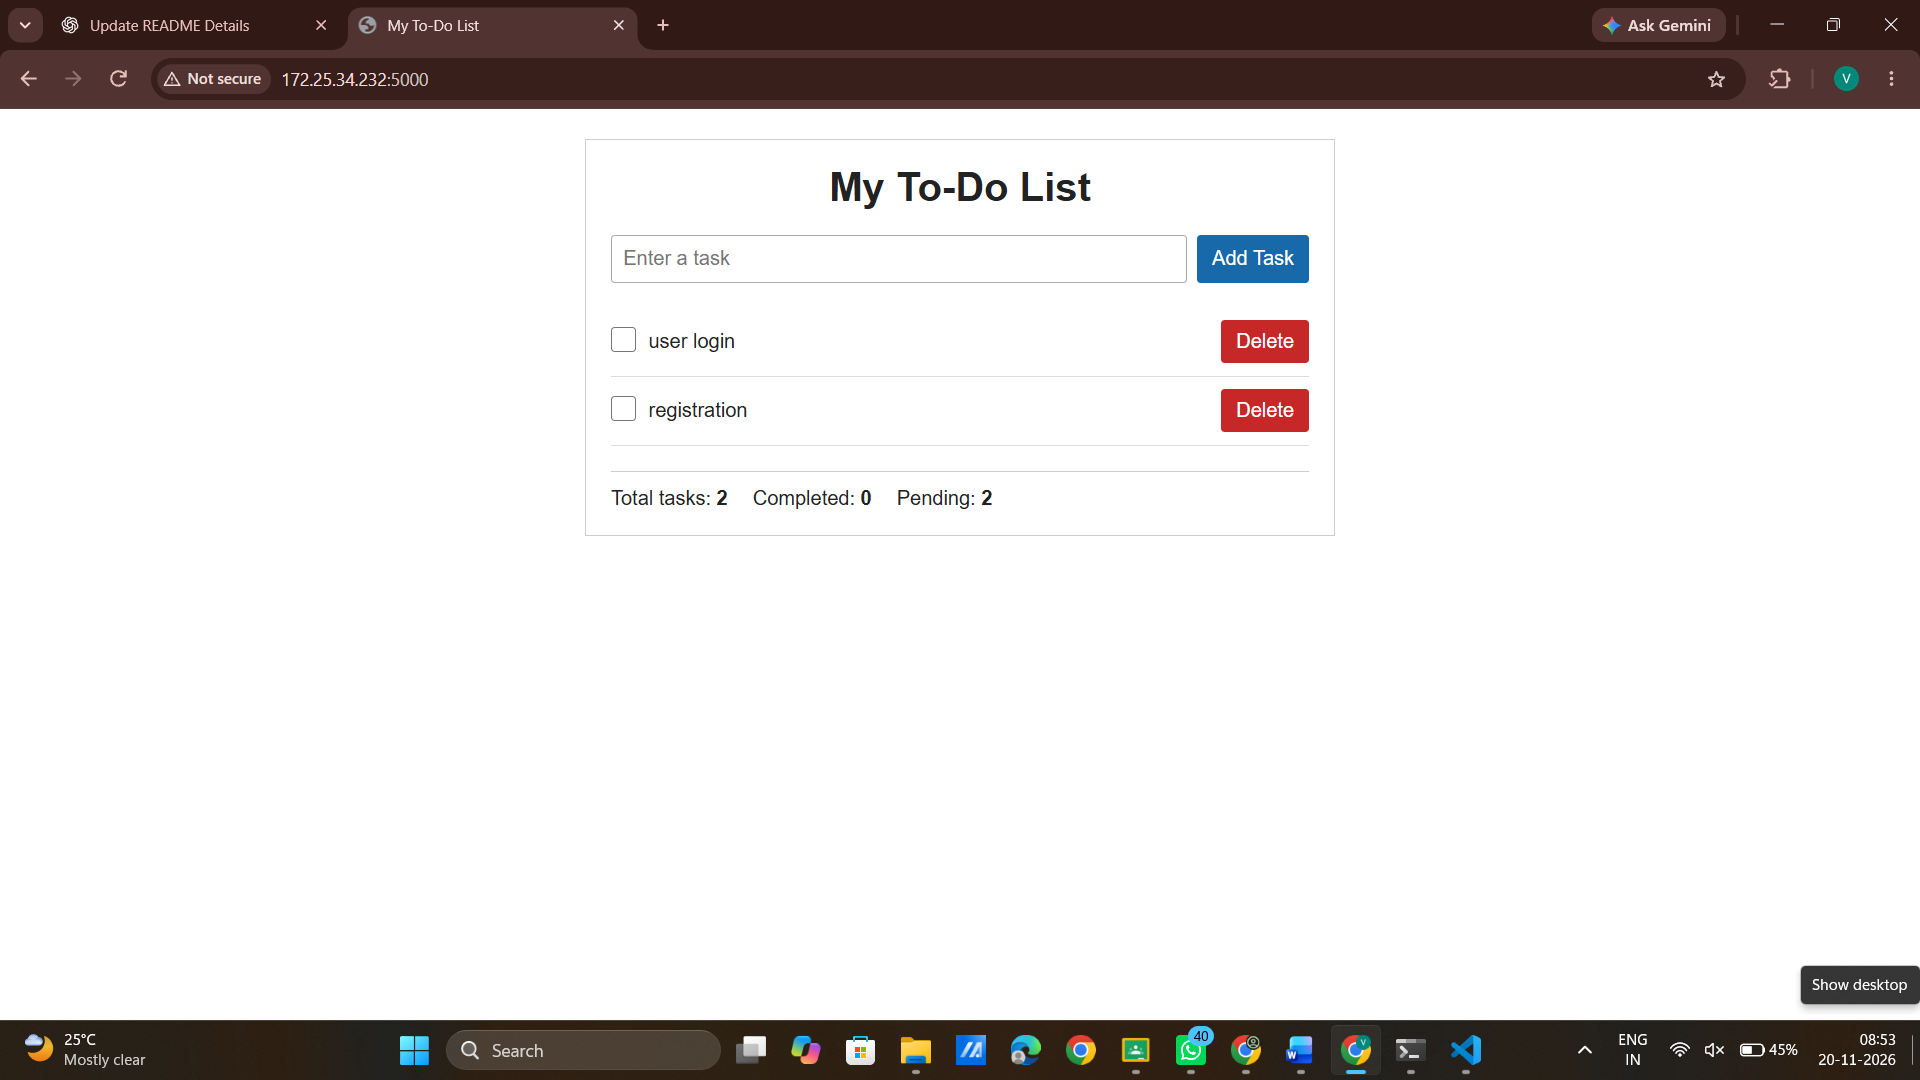 Update README Details
My To-Do List
Ask Gemini
Not secure
172.25.34.232:5000
V
My To-Do List
Enter a task
Add Task
user login
Delete
registration
Delete
Total tasks: 2 Completed: 0 Pending: 2
Show desktop
25°C
Mostly clear
Search
40
V
ENG
IN
45%
08:53
20-11-2026